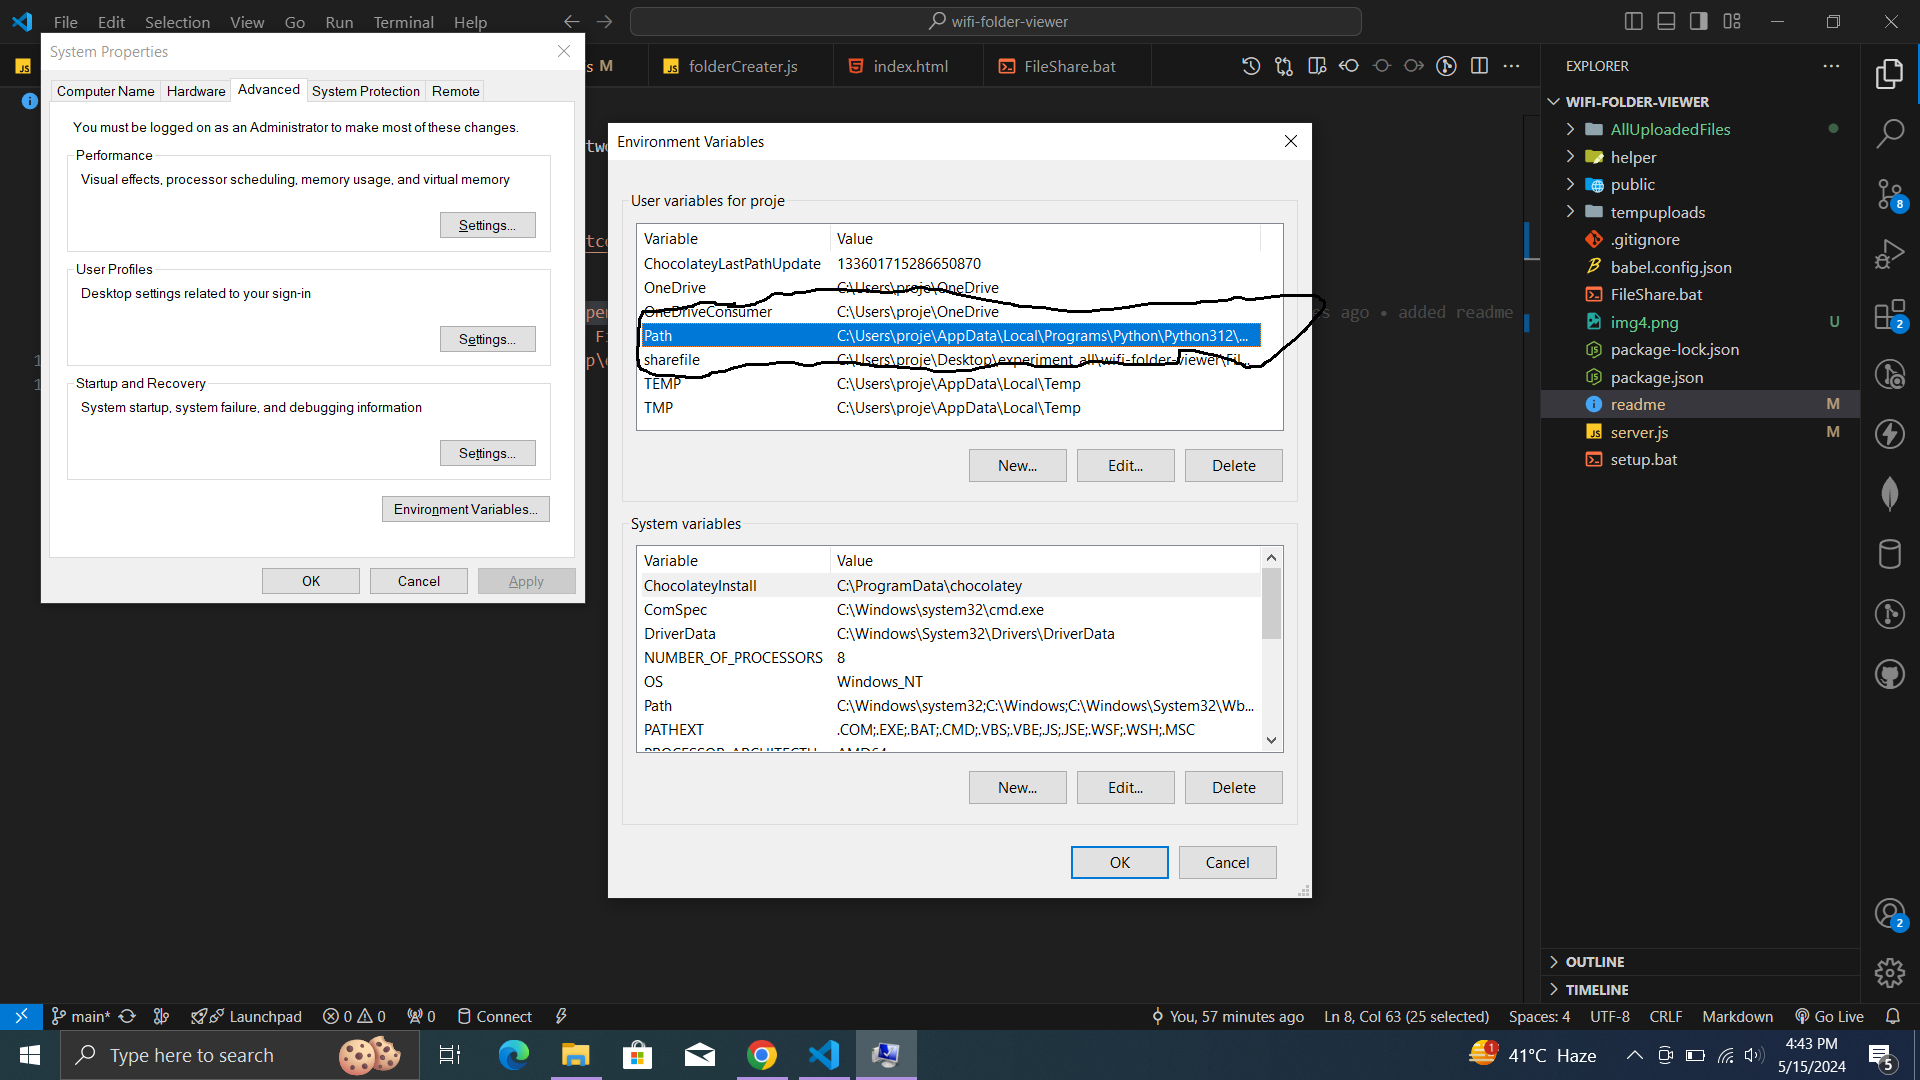 File Edit Selection View Go Run Terminal Help
wifi-folder-viewer
System Properties
Computer Name Hardware Advanced System Protection Remote
You must be logged on as an Administrator to make most of these changes.
Performance
Visual effects, processor scheduling, memory usage, and virtual memory
Settings...
User Profiles
Desktop settings related to your sign-in
Settings...
Startup and Recovery
System startup, system failure, and debugging information
Settings...
Environment Variables...
OK Cancel Apply
JS s M
JS folderCreater.js
index.html
FileShare.bat
Environment Variables
User variables for proje
Variable Value
ChocolateyLastPathUpdate 133601715286650870
OneDrive C:\Users\proje\OneDrive
OneDriveConsumer C:\Users\proje\OneDrive
Path C:\Users\proje\AppData\Local\Programs\Python\Python312\...
sharefile C:\Users\proje\Desktop\experiment_all\wifi-folder-viewer\Fil...
TEMP C:\Users\proje\AppData\Local\Temp
TMP C:\Users\proje\AppData\Local\Temp
New... Edit... Delete
System variables
Variable Value
ChocolateyInstall C:\ProgramData\chocolatey
ComSpec C:\Windows\system32\cmd.exe
DriverData C:\Windows\System32\Drivers\DriverData
NUMBER_OF_PROCESSORS 8
OS Windows_NT
Path C:\Windows\system32;C:\Windows;C:\Windows\System32\Wb...
PATHEXT .COM;.EXE;.BAT;.CMD;.VBS;.VBE;.JS;.JSE;.WSF;.WSH;.MSC
New... Edit... Delete
OK Cancel
s ago • added readme
EXPLORER
WIFI-FOLDER-VIEWER
AllUploadedFiles
helper
public
tempuploads
.gitignore
babel.config.json
FileShare.bat
img4.png U
package-lock.json
package.json
readme M
JS server.js M
setup.bat
OUTLINE
TIMELINE
8
2
2
main* Launchpad 0 0 0 Connect
You, 57 minutes ago Ln 8, Col 63 (25 selected) Spaces: 4 UTF-8 CRLF Markdown Go Live
Type here to search
1 41°C Haze
4:43 PM
5/15/2024
5